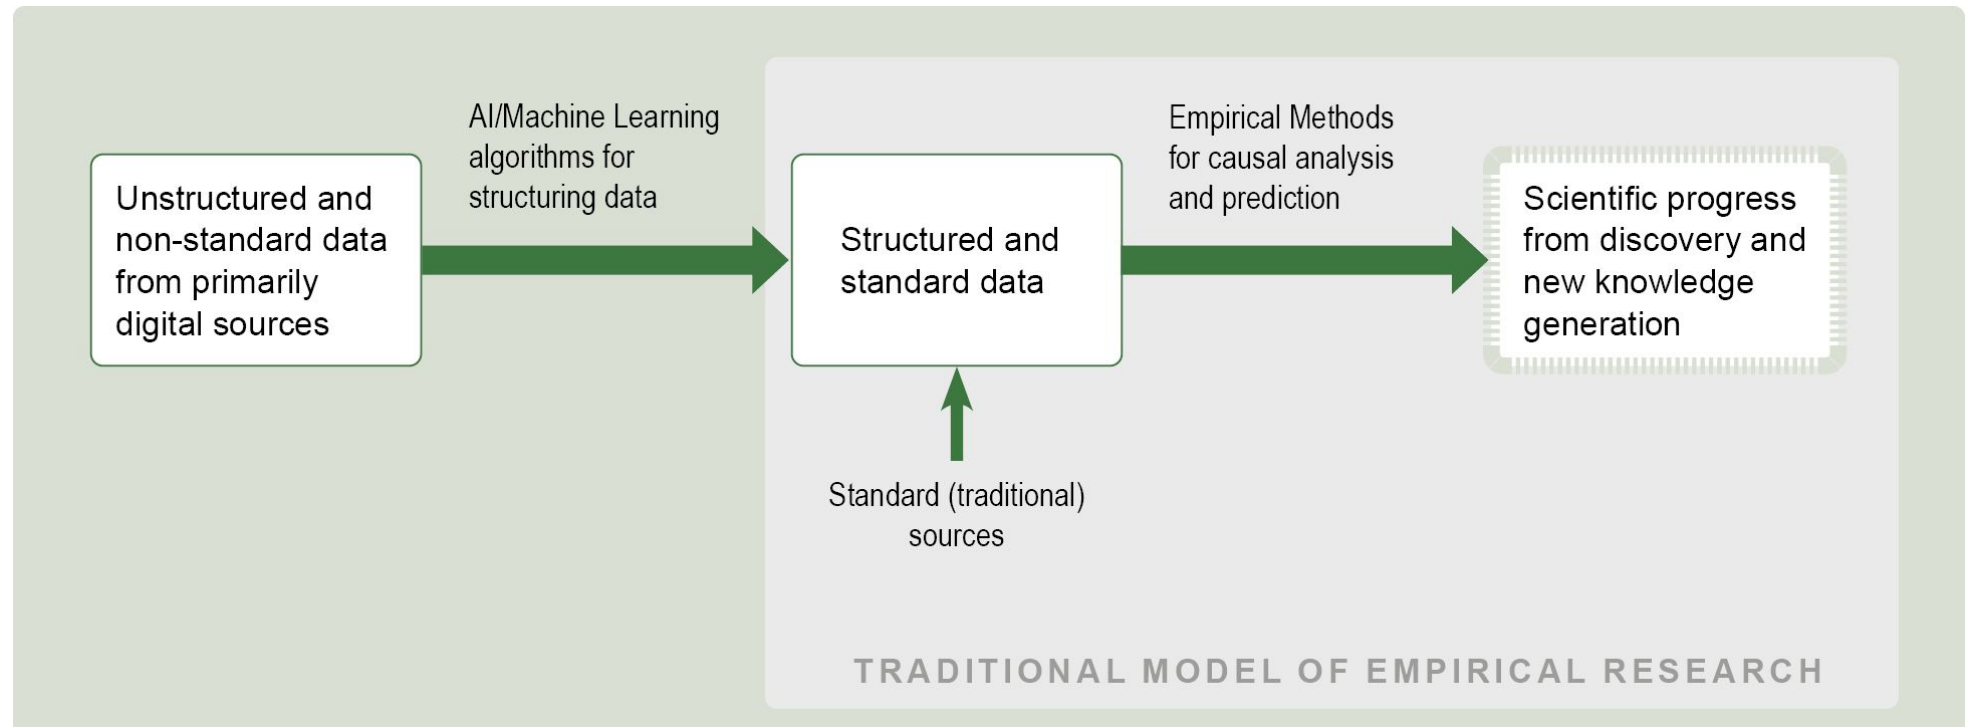 Unstructured and
non-standard data
from primarily
digital sources
AI/Machine Learning
algorithms for
structuring data
Structured and
standard data
Empirical Methods
for causal analysis
and prediction
Scientific progress
from discovery and
new knowledge
generation
Standard (traditional)
sources
TRADITIONAL MODEL OF EMPIRICAL RESEARCH